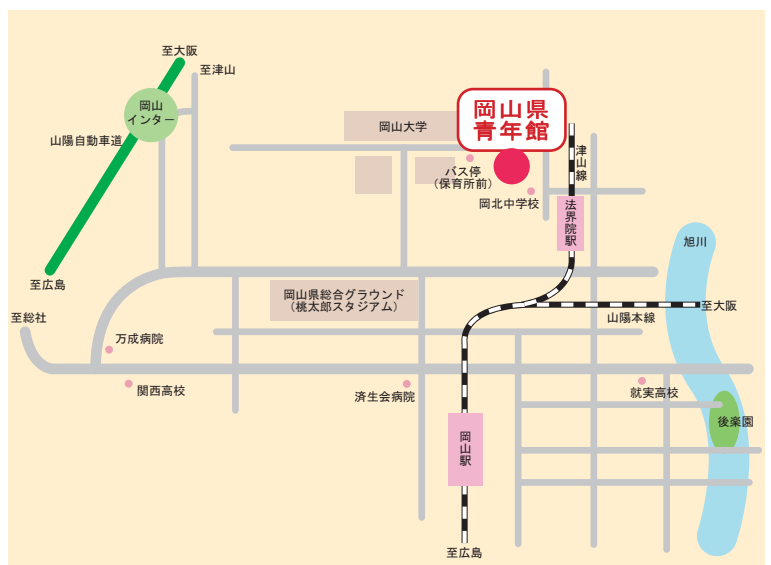 至大阪
至津山
岡山
インター
山陽自動車道
至広島
岡山大学
岡山県
青年館
津山線
バス停
（保育所前）
岡北中学校
法界院駅
旭川
至総社
岡山県総合グラウンド
（桃太郎スタジアム）
至大阪
山陽本線
万成病院
関西高校
済生会病院
就実高校
後楽園
岡山駅
至広島